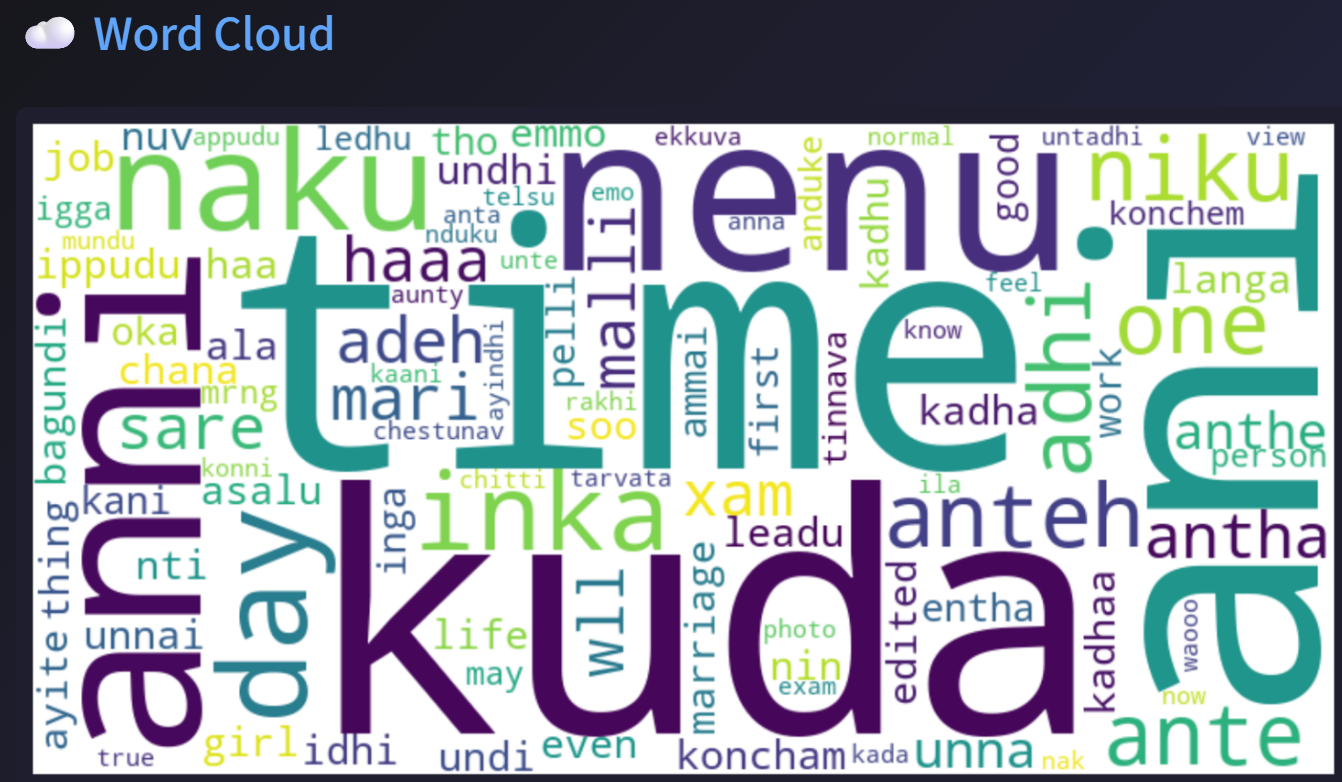 Word Cloud
job nuv appudu ledhu tho emmo ekkuva normal untadhi view
naku undhi nenu anduke good niku
igga telsu emo konchem
anta anna kadhu
mundu nduku
ippudu haa haaa unte malli feel langa
anni aunty time pelli adhi one anni
bagundi oka ala adeh ayindhi ammai first tinnava know work
chana kaani
mrng mari rakhi kadha
sare chestunav soo anthe
person
konni chitti tarvata ila
kani asalu inga inka xam anteh
leadu antha
thing nti day kuda wll marriage edited entha kadhaa waooo
ayite unnai life photo
may nin
exam now
true girl idhi undi even koncham kada unna nak ante